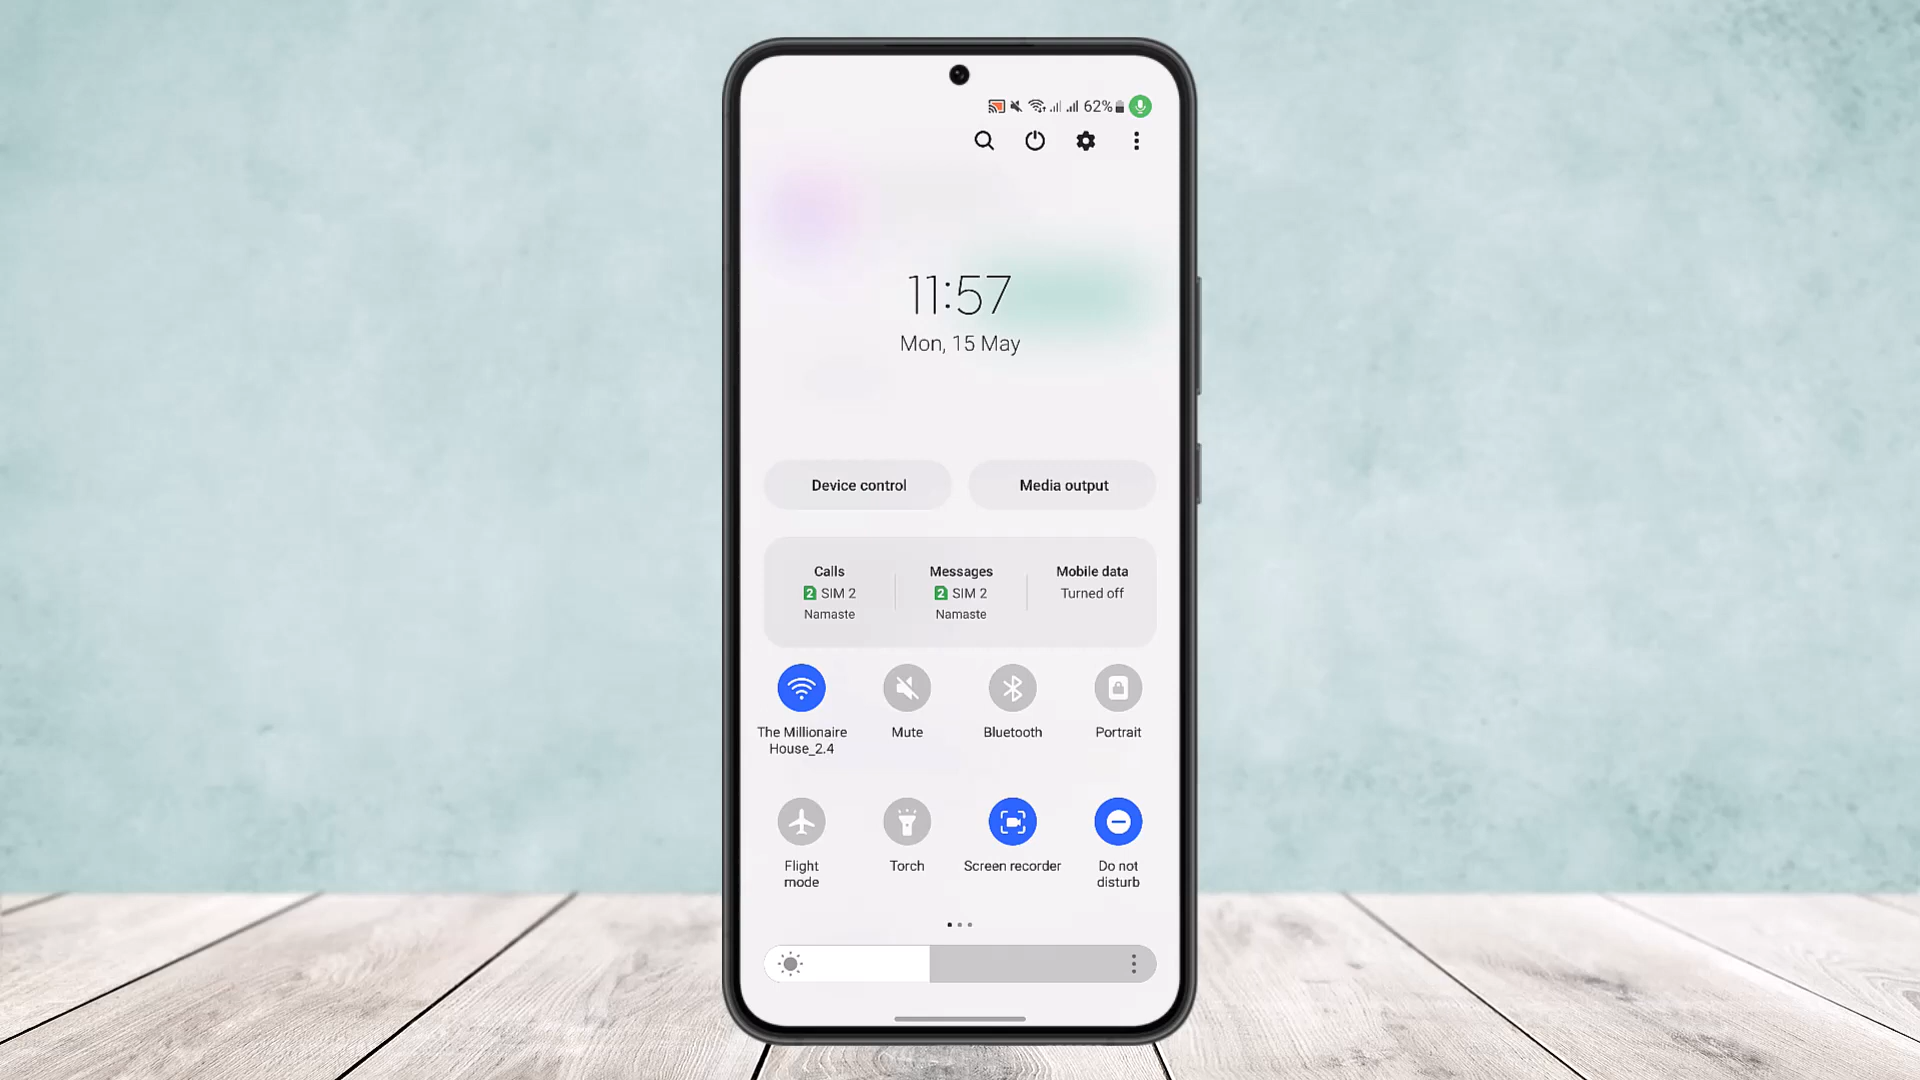 62%
11:57
Mon, 15 May
Device control
Media output
Calls
2 SIM 2
Namaste
Messages
2 SIM 2
Namaste
Mobile data
Turned off
The Millionaire
House_2.4
Mute
Bluetooth
Portrait
Flight
mode
Torch
Screen recorder
Do not
disturb